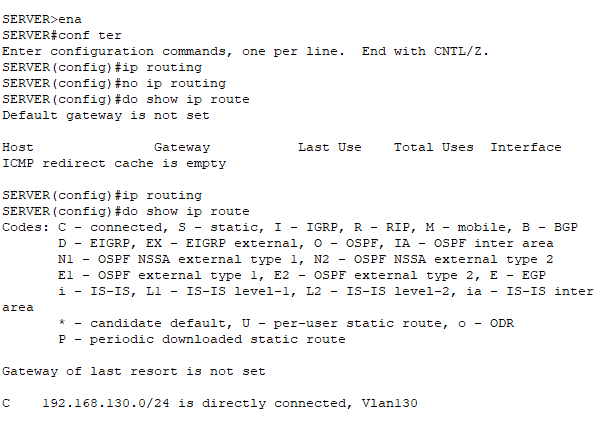 SERVER>ena
SERVER#conf ter
Enter configuration commands, one per line.  End with CNTL/Z.
SERVER(config)#ip routing
SERVER(config)#no ip routing
SERVER(config)#do show ip route
Default gateway is not set
Host               Gateway           Last Use    Total Uses  Interface
ICMP redirect cache is empty
SERVER(config)#ip routing
SERVER(config)#do show ip route
Codes: C - connected, S - static, I - IGRP, R - RIP, M - mobile, B - BGP
       D - EIGRP, EX - EIGRP external, O - OSPF, IA - OSPF inter area
       N1 - OSPF NSSA external type 1, N2 - OSPF NSSA external type 2
       E1 - OSPF external type 1, E2 - OSPF external type 2, E - EGP
       i - IS-IS, L1 - IS-IS level-1, L2 - IS-IS level-2, ia - IS-IS inter
area
       * - candidate default, U - per-user static route, o - ODR
       P - periodic downloaded static route
Gateway of last resort is not set
C    192.168.130.0/24 is directly connected, Vlan130